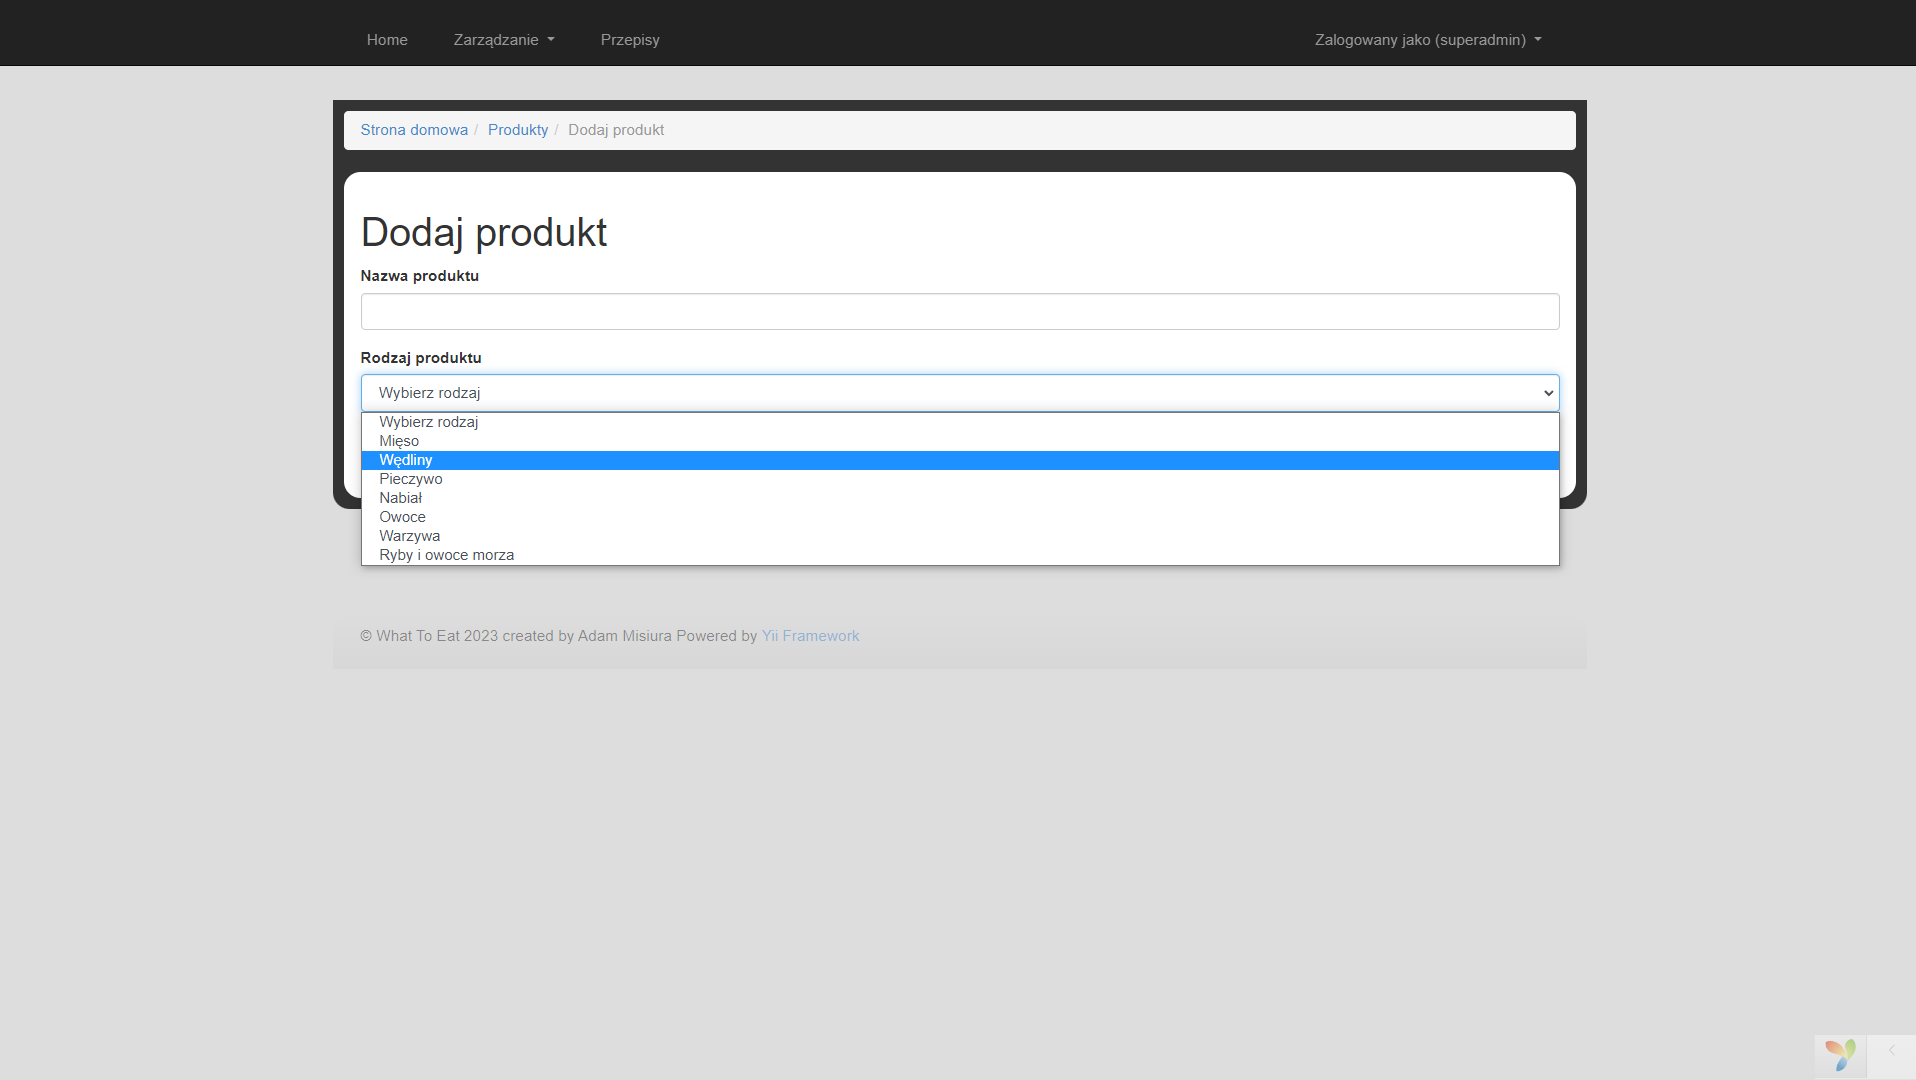 Home Zarządzanie Przepisy Zalogowany jako (superadmin)
Strona domowa / Produkty / Dodaj produkt
Dodaj produkt
Nazwa produktu
Rodzaj produktu
Wybierz rodzaj
Wybierz rodzaj
Mięso
Wędliny
Pieczywo
Nabiał
Owoce
Warzywa
Ryby i owoce morza
© What To Eat 2023 created by Adam Misiura Powered by Yii Framework